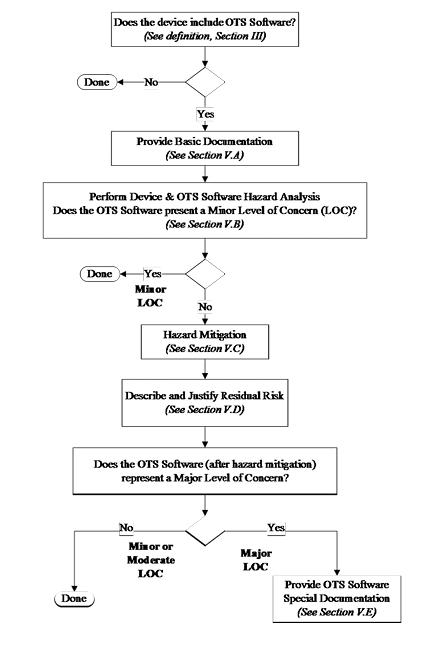 Does the device include OTS Software?
(See definition, Section III)
Done
No
Yes
Provide Basic Documentation
(See Section V.A)
Perform Device & OTS Software Hazard Analysis
Does the OTS Software present a Minor Level of Concern (LOC)?
(See Section V.B)
Done
Yes
Minor
LOC
No
Hazard Mitigation
(See Section V.C)
Describe and Justify Residual Risk
(See Section V.D)
Does the OTS Software (after hazard mitigation)
represent a Major Level of Concern?
No
Yes
Minor or
Moderate
LOC
Major
LOC
Done
Provide OTS Software
Special Documentation
(See Section V.E)